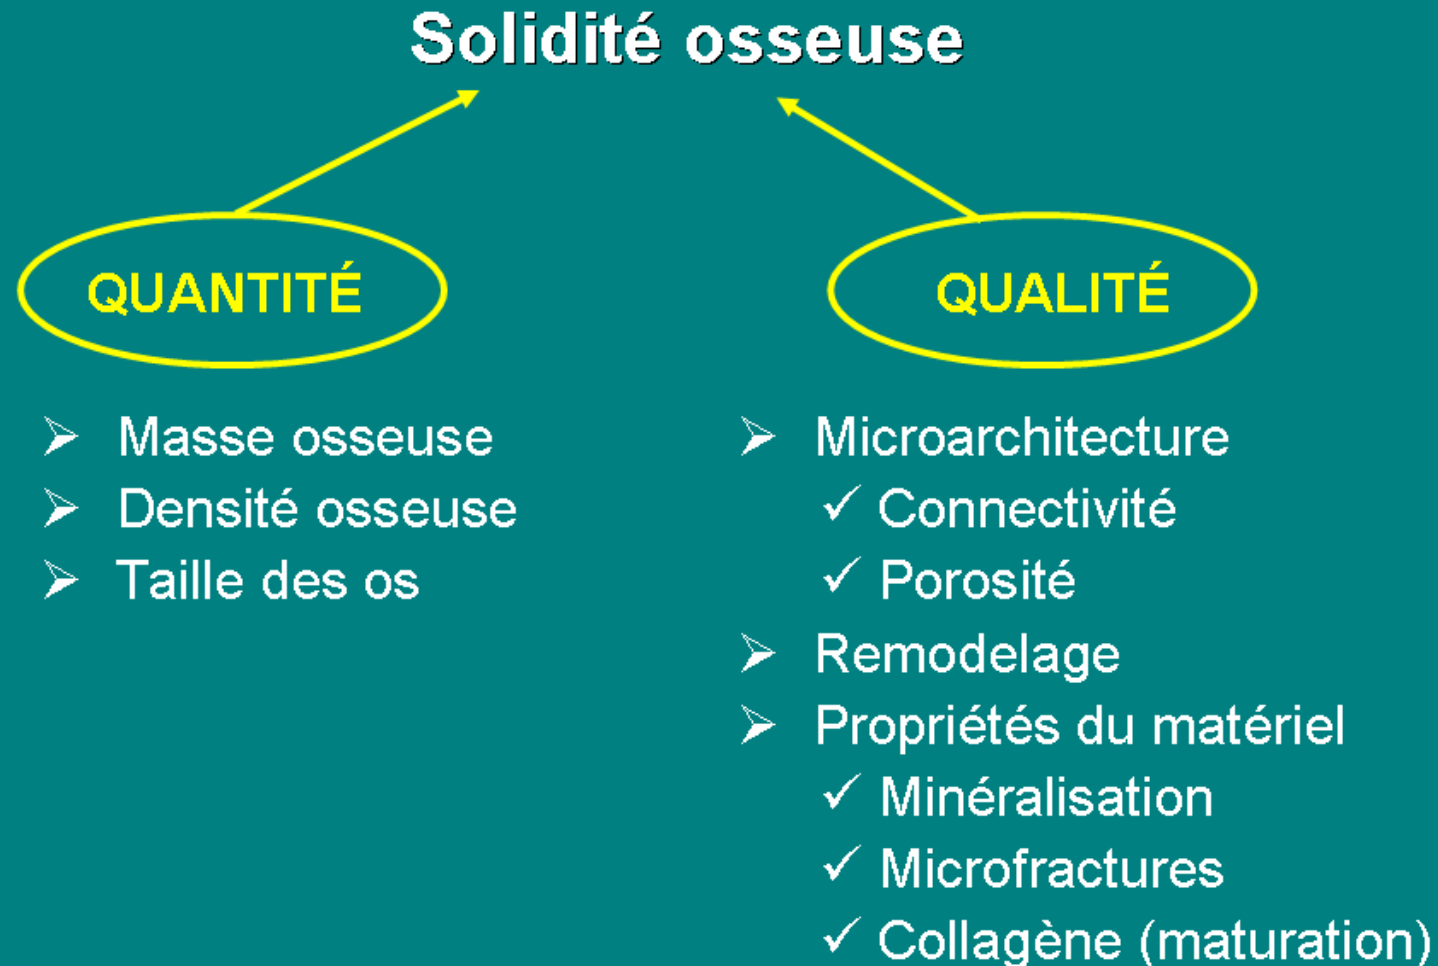 Solidité osseuse
QUANTITÉ
➢ Masse osseuse
➢ Densité osseuse
➢ Taille des os
QUALITÉ
➢ Microarchitecture
✓ Connectivité
✓ Porosité
➢ Remodelage
➢ Propriétés du matériel
✓ Minéralisation
✓ Microfractures
✓ Collagène (maturation)